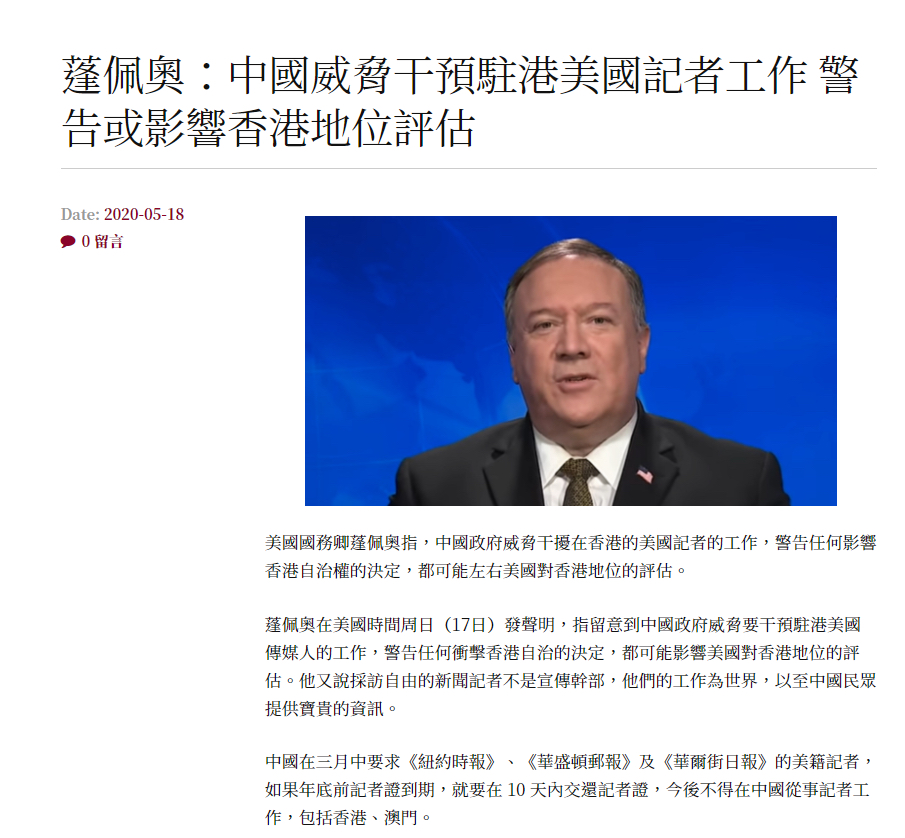 蓬佩奧：中國威脅干預駐港美國記者工作 警
告或影響香港地位評估
Date: 2020-05-18
0 留言
美國國務卿蓬佩奧指，中國政府威脅干擾在香港的美國記者的工作，警告任何影響
香港自治權的決定，都可能左右美國對香港地位的評估。
蓬佩奧在美國時間周日（17日）發聲明，指留意到中國政府威脅要干預駐港美國
傳媒人的工作，警告任何衝擊香港自治的決定，都可能影響美國對香港地位的評
估。他又說採訪自由的新聞記者不是宣傳幹部，他們的工作為世界，以至中國民眾
提供寶貴的資訊。
中國在三月中要求《紐約時報》、《華盛頓郵報》及《華爾街日報》的美籍記者，
如果年底前記者證到期，就要在 10 天內交還記者證，今後不得在中國從事記者工
作，包括香港、澳門。